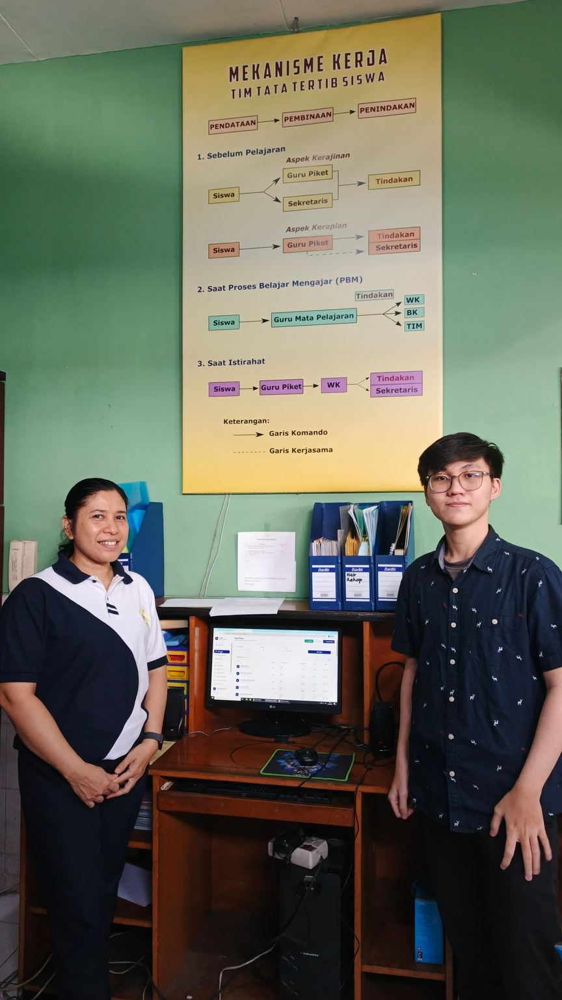 MEKANISME KERJA
TIM TATA TERTIB SISWA
PENDATAAN
PEMBINAAN
PENINDAKAN
1. Sebelum Pelajaran
Aspek Kerajinan
Siswa
Guru Piket
Sekretaris
Tindakan
Aspek Kerapian
Siswa
Guru Piket
Tindakan
Sekretaris
2. Saat Proses Belajar Mengajar (PBM)
Siswa
Guru Mata Pelajaran
Tindakan
WK
BK
TIM
3. Saat Istirahat
Siswa
Guru Piket
WK
Tindakan
Sekretaris
Keterangan:
Garis Komando
Garis Kerjasama
Bantex
Bantex
Rekap
Bantex
LG